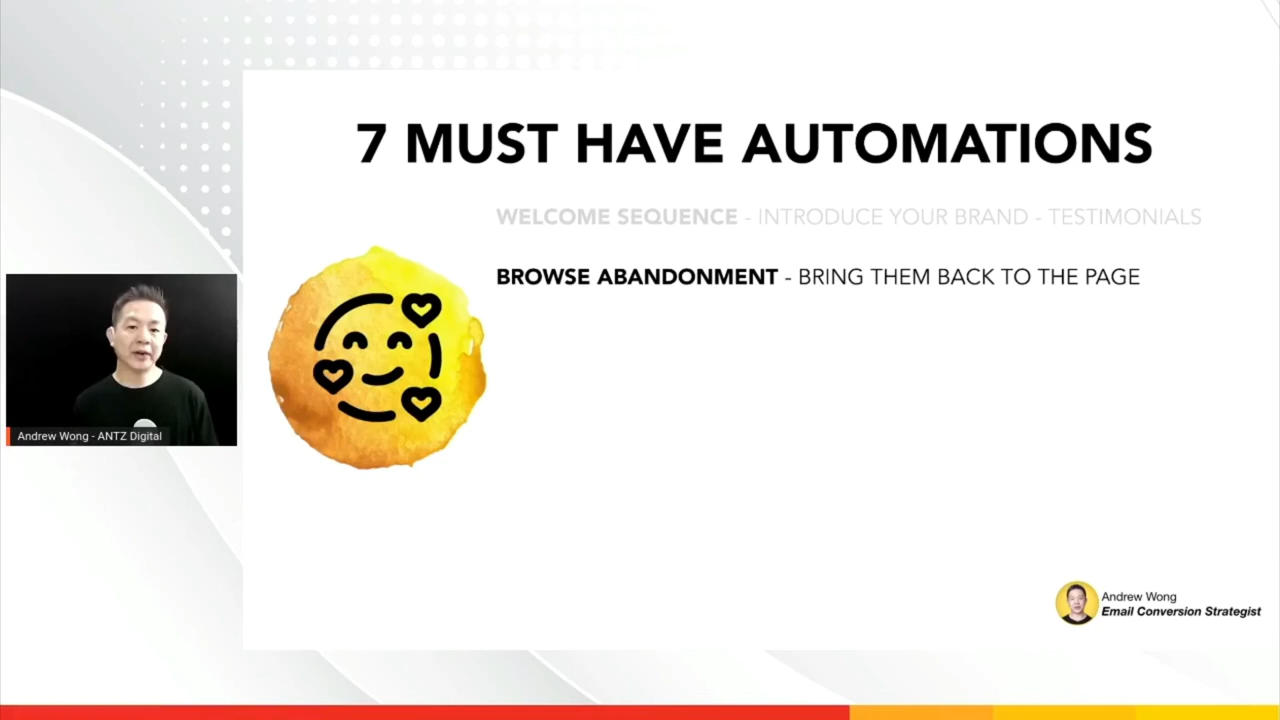 7 MUST HAVE AUTOMATIONS
WELCOME SEQUENCE - INTRODUCE YOUR BRAND - TESTIMONIALS
BROWSE ABANDONMENT - BRING THEM BACK TO THE PAGE
Andrew Wong - ANTZ Digital
Andrew Wong
Email Conversion Strategist